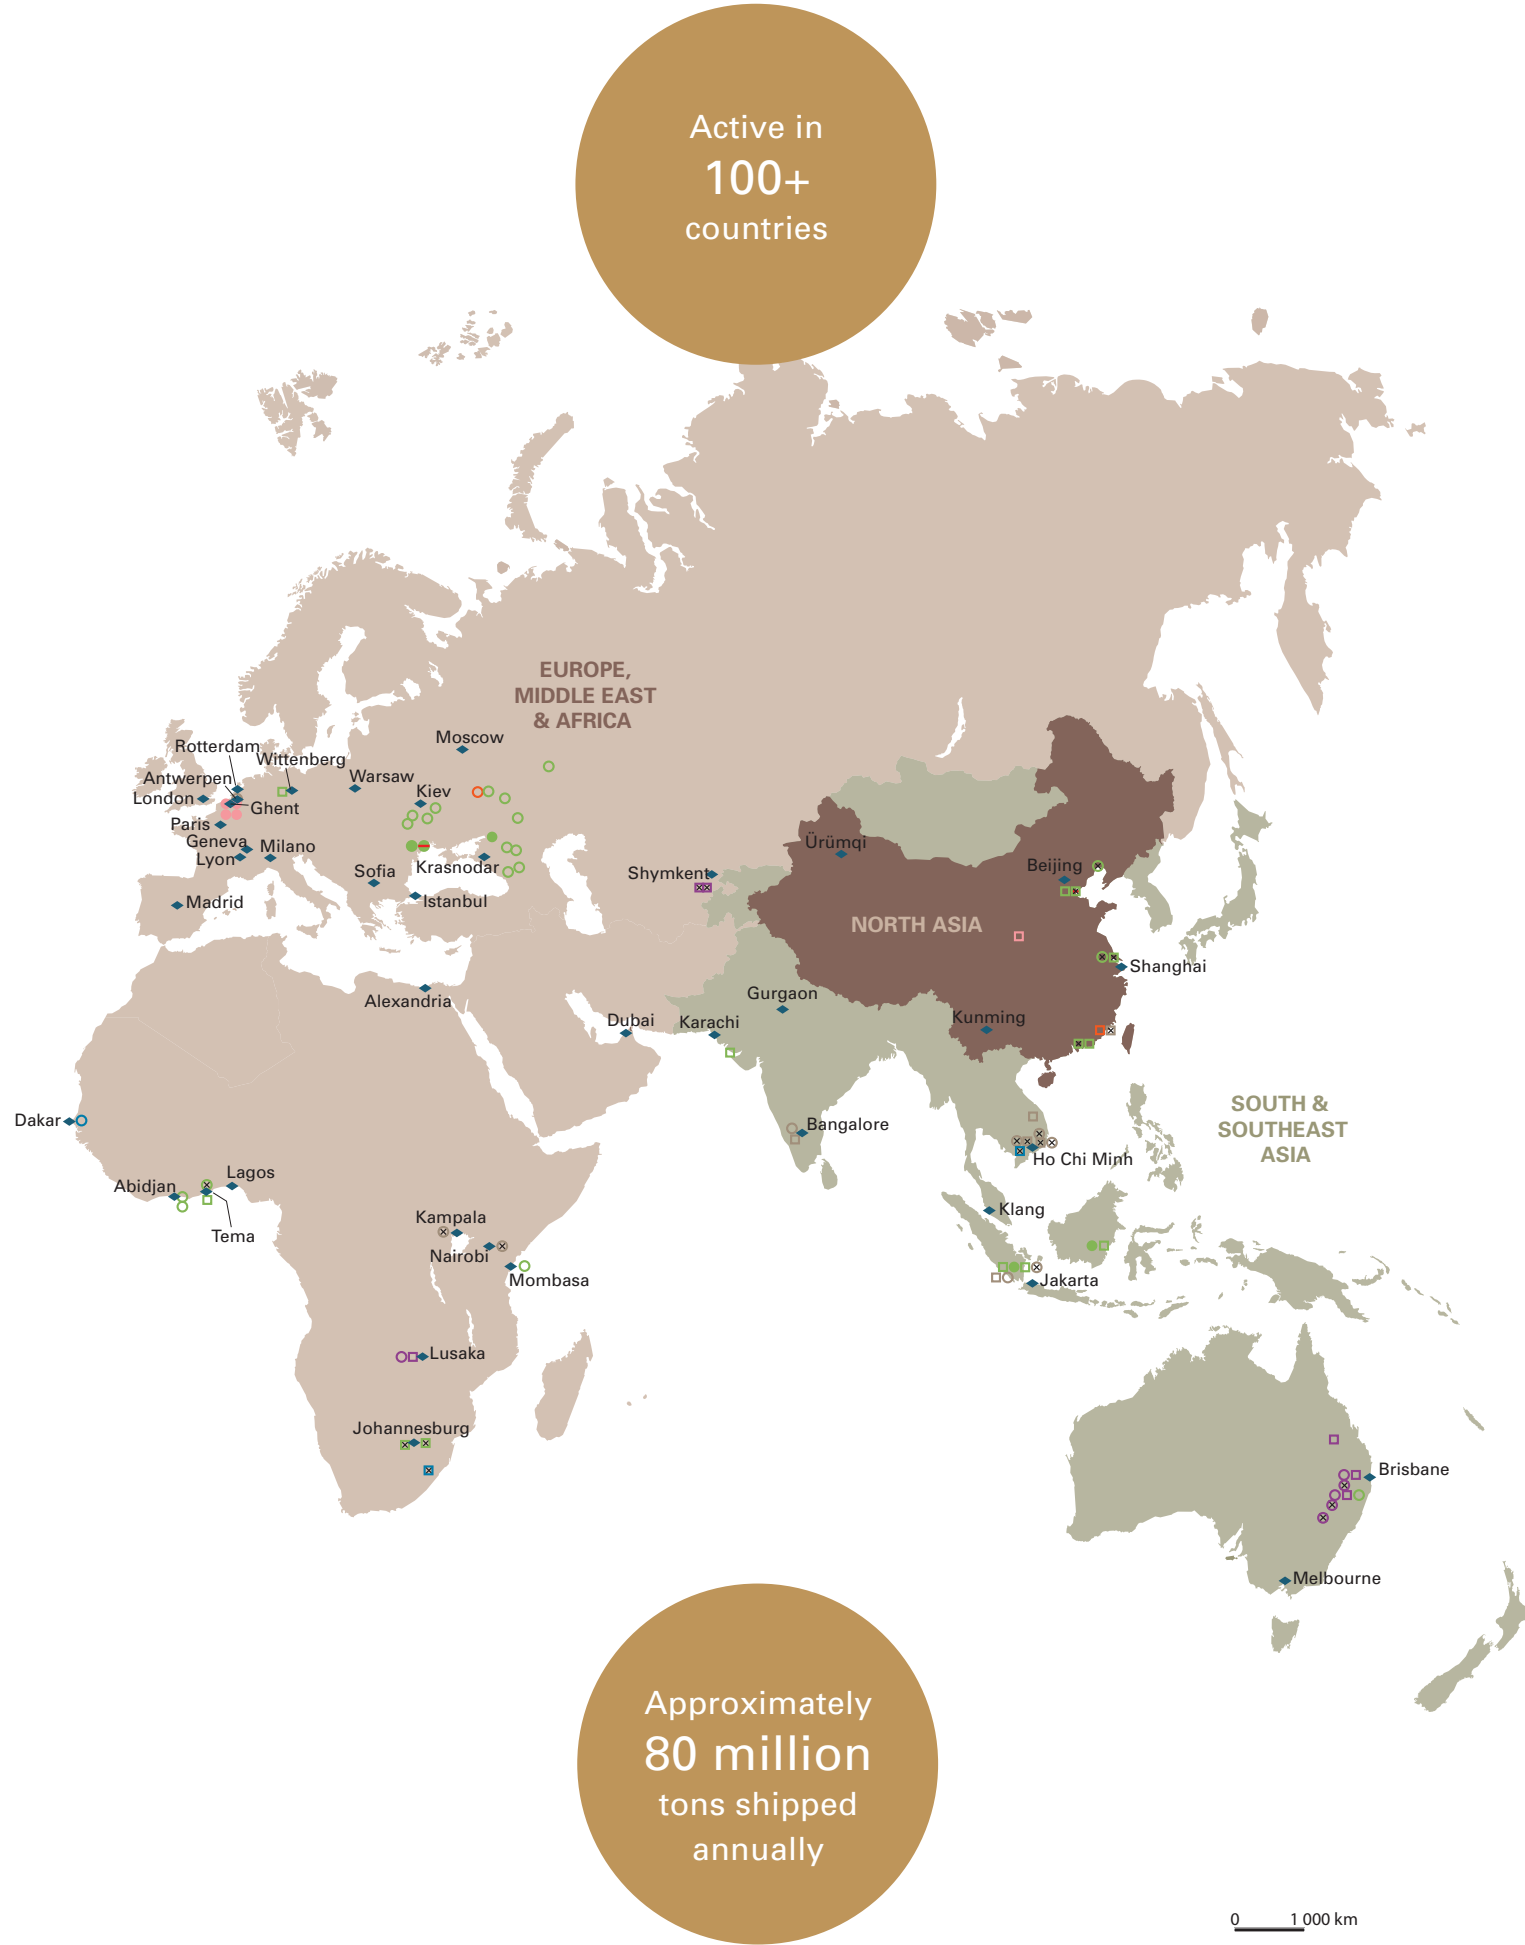 Active in
100+
countries
EUROPE,
MIDDLE EAST
& AFRICA
Moscow
Rotterdam
Wittenberg
Antwerpen
Warsaw
London
Kiev
Ghent
Paris
Geneva
Milano
Lyon
Ürümqi
Krasnodar
Sofia
Shymkent
Beijing
Madrid
Istanbul
NORTH ASIA
Shanghai
Alexandria
Gurgaon
Dubai
Karachi
Kunming
SOUTH &
SOUTHEAST
ASIA
Dakar
Bangalore
Ho Chi Minh
Lagos
Abidjan
Tema
Klang
Kampala
Nairobi
Mombasa
Jakarta
Lusaka
Johannesburg
Brisbane
Melbourne
Approximately
80 million
tons shipped
annually
0 1 000 km